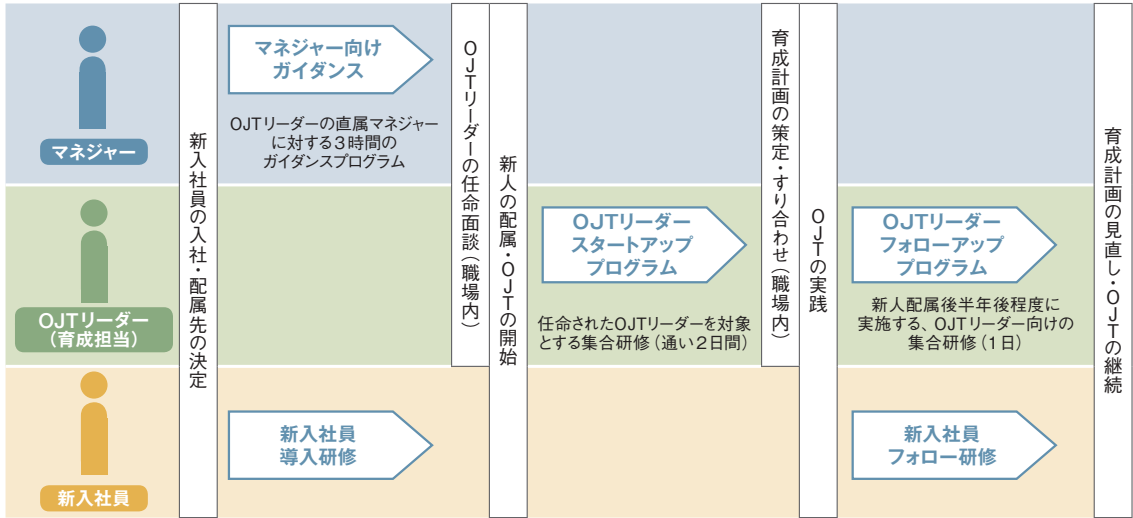 マネジャー
OJTリーダー
（育成担当）
新入社員
新入社員の入社・配属先の決定
マネジャー向け
ガイダンス
OJTリーダーの直属マネジャー
に対する３時間の
ガイダンスプログラム
新入社員
導入研修
OJTリーダーの任命面談（職場内）
新人の配属・OJTの開始
OJTリーダー
スタートアップ
プログラム
任命されたOJTリーダーを対象
とする集合研修（通い２日間）
育成計画の策定・すり合わせ（職場内）
OJTの実践
OJTリーダー
フォローアップ
プログラム
新人配属後半年後程度に
実施する、OJTリーダー向けの
集合研修（１日）
新入社員
フォロー研修
育成計画の見直し・OJTの継続